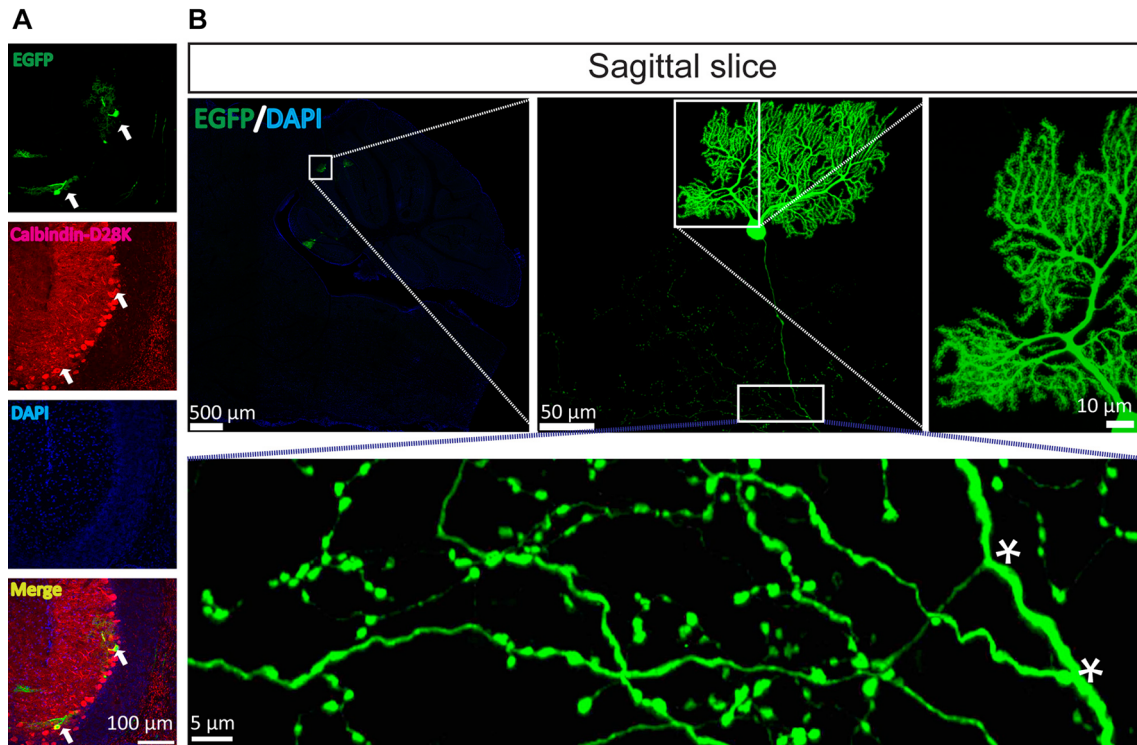 A
B
EGFP
Calbindin-D28K
DAPI
Merge
100 µm
Sagittal slice
EGFP/DAPI
500 µm
50 µm
10 µm
*
*
5 µm